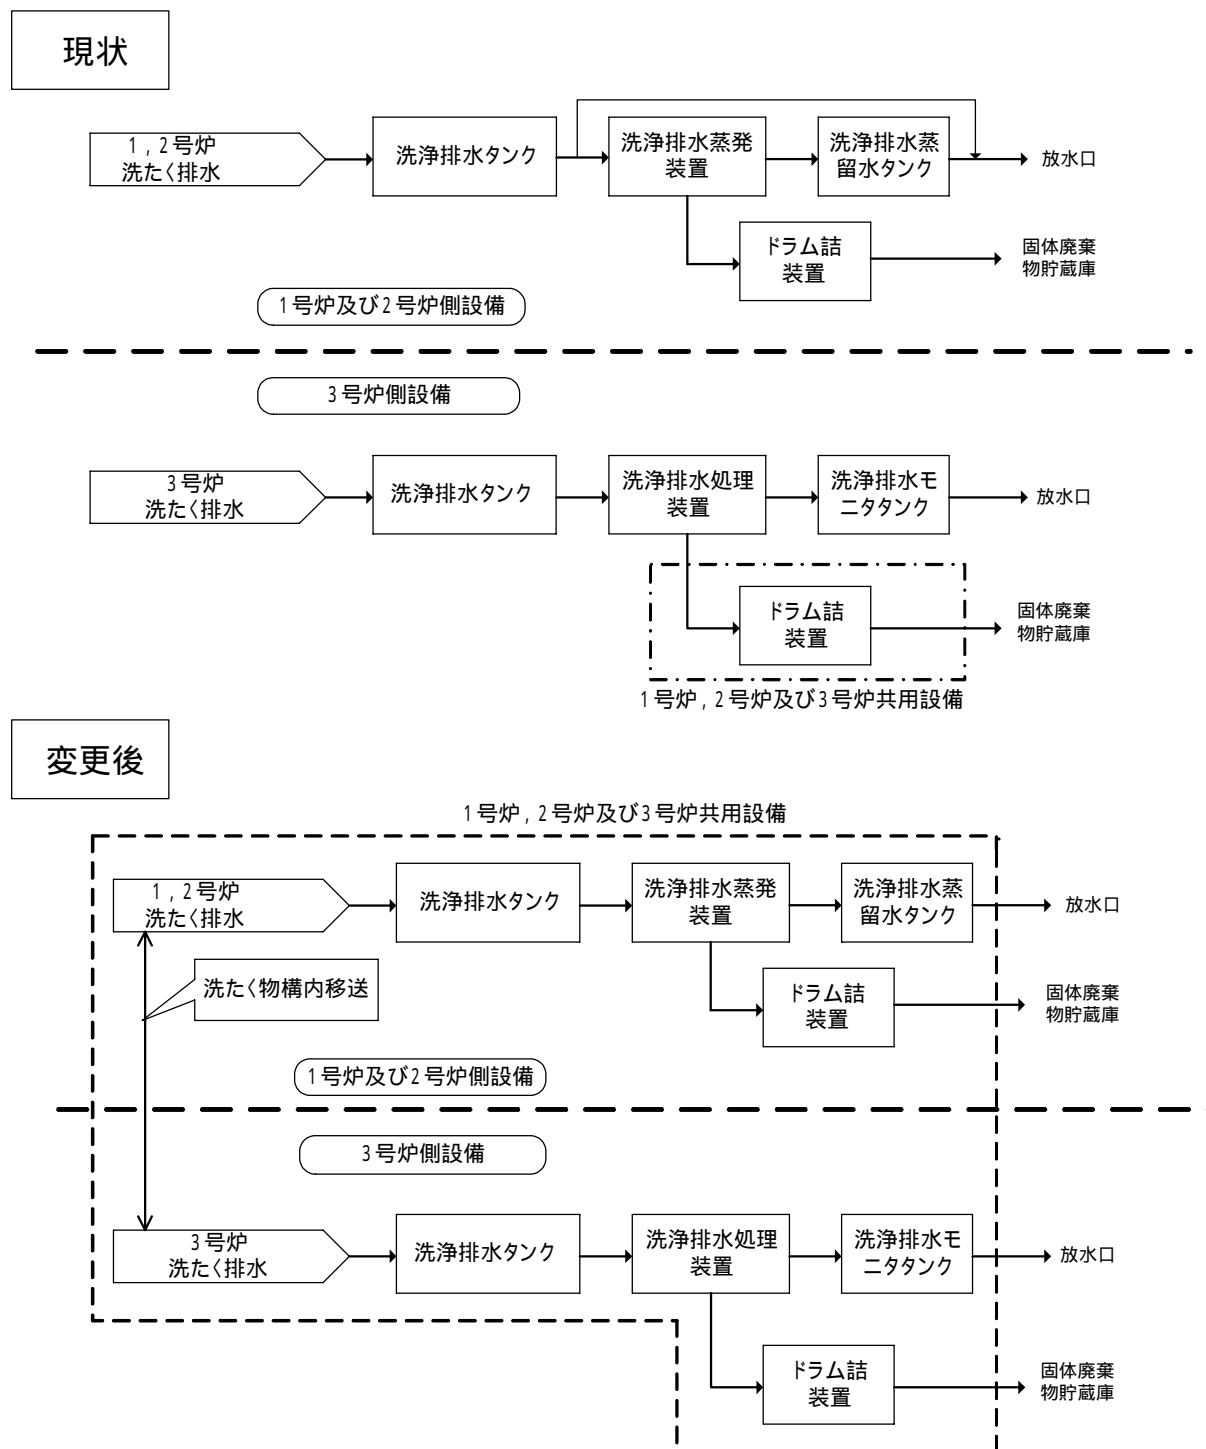 現状
1,2号炉
洗たく排水
洗浄排水タンク
洗浄排水蒸発
装置
洗浄排水蒸
留水タンク
放水口
ドラム詰
装置
固体廃棄
物貯蔵庫
1号炉及び2号炉側設備
3号炉側設備
3号炉
洗たく排水
洗浄排水タンク
洗浄排水処理
装置
洗浄排水モ
ニタタンク
放水口
ドラム詰
装置
固体廃棄
物貯蔵庫
1号炉,2号炉及び3号炉共用設備
変更後
1号炉,2号炉及び3号炉共用設備
1,2号炉
洗たく排水
洗浄排水タンク
洗浄排水蒸発
装置
洗浄排水蒸
留水タンク
放水口
洗たく物構内移送
ドラム詰
装置
固体廃棄
物貯蔵庫
1号炉及び2号炉側設備
3号炉側設備
3号炉
洗たく排水
洗浄排水タンク
洗浄排水処理
装置
洗浄排水モ
ニタタンク
放水口
ドラム詰
装置
固体廃棄
物貯蔵庫